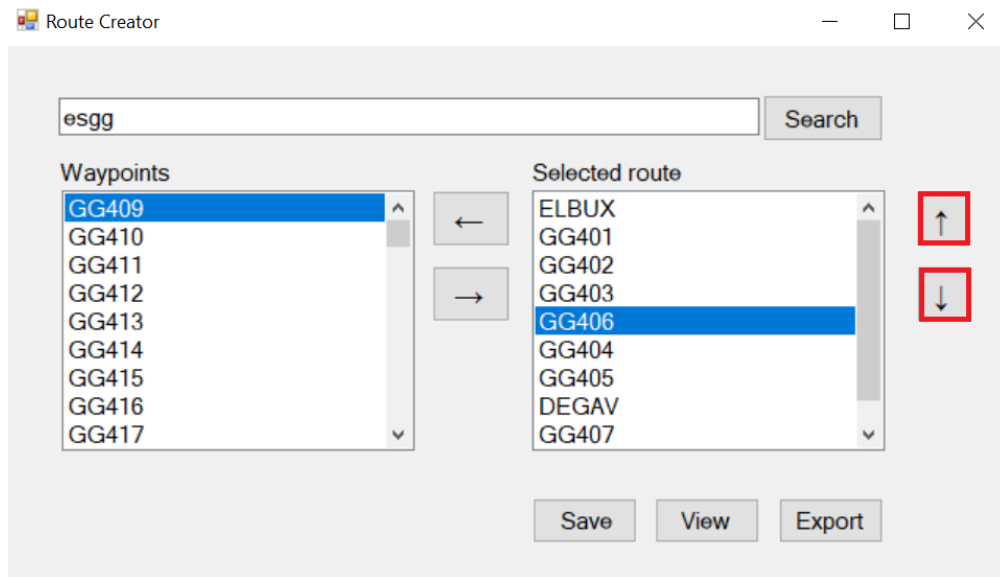 Route Creator
esgg
Search
Waypoints
GG409
GG410
GG411
GG412
GG413
GG414
GG415
GG416
GG417
←
→
Selected route
ELBUX
GG401
GG402
GG403
GG406
GG404
GG405
DEGAV
GG407
↑
↓
Save
View
Export